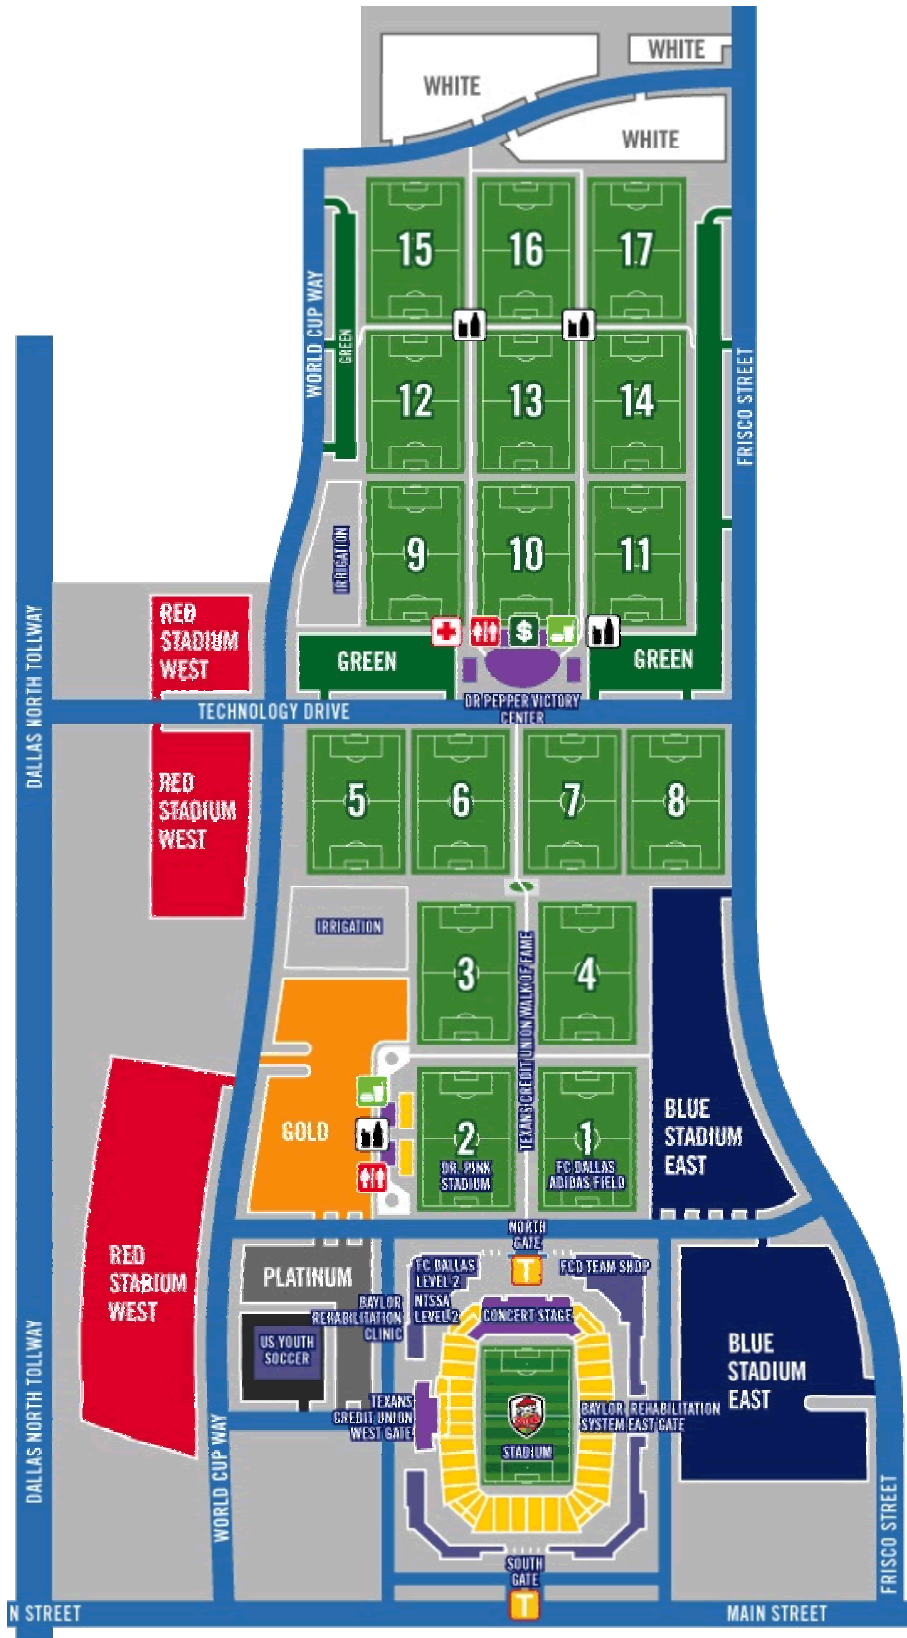 WHITE
WHITE
WHITE
15
16
17
WORLD CUP WAY
GREEN
12
13
14
FRISCO STREET
IRRIGATION
9
10
11
RED
STADIUM
WEST
$
GREEN
GREEN
DALLAS NORTH TOLLWAY
TECHNOLOGY DRIVE
DR PEPPER VICTORY
CENTER
5
6
7
8
RED
STADIUM
WEST
IRRIGATION
3
4
TEXANS CREDIT UNION WALK OF FAME
GOLD
2
DR. PINK
STADIUM
1
FC DALLAS
ADIDAS FIELD
BLUE
STADIUM
EAST
NORTH
GATE
T
RED
STADIUM
WEST
PLATINUM
FC DALLAS
LEVEL 2
NTSSA
LEVEL 2
FCD TEAM SHOP
CONCERT STAGE
BAYLOR
REHABILITATION
CLINIC
US YOUTH
SOCCER
BLUE
STADIUM
EAST
TEXANS
CREDIT UNION
WEST GATE
BAYLOR REHABILITATION
SYSTEM EAST GATE
STADIUM
DALLAS NORTH TOLLWAY
WORLD CUP WAY
FRISCO STREET
SOUTH
GATE
T
N STREET
MAIN STREET